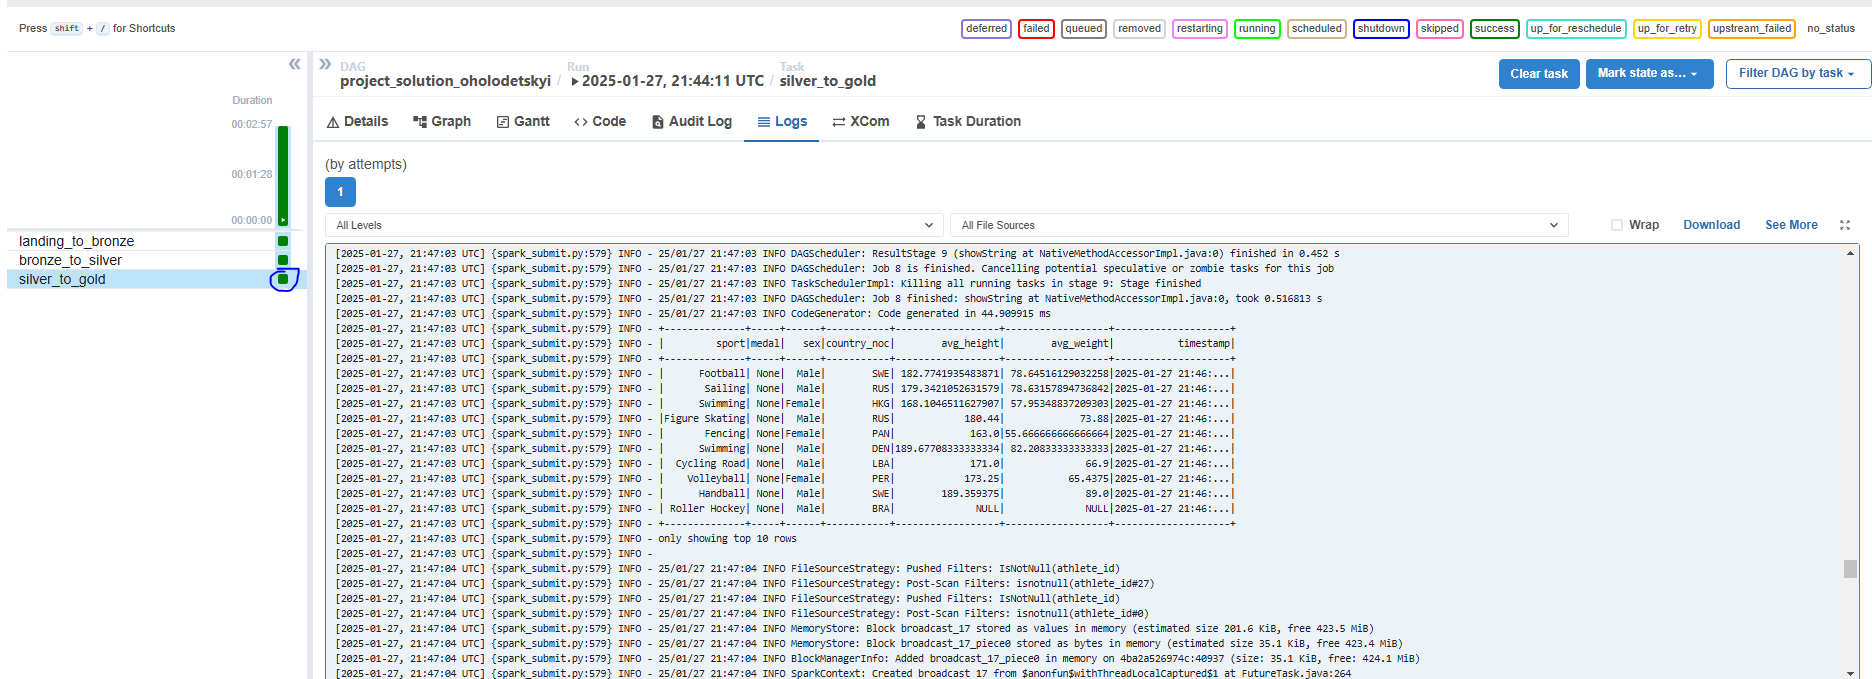 Press shift + / for Shortcuts
deferred failed queued removed restarting running scheduled shutdown skipped success up_for_reschedule up_for_retry upstream_failed no_status
DAG Run Task
project_solution_oholodetskyi / 2025-01-27, 21:44:11 UTC / silver_to_gold
Clear task Mark state as... Filter DAG by task
Duration
00:02:57
00:01:28
00:00:00
landing_to_bronze
bronze_to_silver
silver_to_gold
Details Graph Gantt Code Audit Log Logs XCom Task Duration
(by attempts)
1
All Levels All File Sources Wrap Download See More
[2025-01-27, 21:47:03 UTC] {spark_submit.py:579} INFO - 25/01/27 21:47:03 INFO DAGScheduler: ResultStage 9 (showString at NativeMethodAccessorImpl.java:0) finished in 0.452 s
[2025-01-27, 21:47:03 UTC] {spark_submit.py:579} INFO - 25/01/27 21:47:03 INFO DAGScheduler: Job 8 is finished. Cancelling potential speculative or zombie tasks for this job
[2025-01-27, 21:47:03 UTC] {spark_submit.py:579} INFO - 25/01/27 21:47:03 INFO TaskSchedulerImpl: Killing all running tasks in stage 9: Stage finished
[2025-01-27, 21:47:03 UTC] {spark_submit.py:579} INFO - 25/01/27 21:47:03 INFO DAGScheduler: Job 8 finished: showString at NativeMethodAccessorImpl.java:0, took 0.516813 s
[2025-01-27, 21:47:03 UTC] {spark_submit.py:579} INFO - 25/01/27 21:47:03 INFO CodeGenerator: Code generated in 44.909915 ms
[2025-01-27, 21:47:03 UTC] {spark_submit.py:579} INFO - +--------------+-----+------+-----------+------------------+------------------+--------------------+
[2025-01-27, 21:47:03 UTC] {spark_submit.py:579} INFO - |         sport|medal|   sex|country_noc|        avg_height|        avg_weight|           timestamp|
[2025-01-27, 21:47:03 UTC] {spark_submit.py:579} INFO - +--------------+-----+------+-----------+------------------+------------------+--------------------+
[2025-01-27, 21:47:03 UTC] {spark_submit.py:579} INFO - |      Football| None|  Male|        SWE| 182.7741935483871| 78.64516129032258|2025-01-27 21:46:...|
[2025-01-27, 21:47:03 UTC] {spark_submit.py:579} INFO - |       Sailing| None|  Male|        RUS| 179.3421052631579| 78.63157894736842|2025-01-27 21:46:...|
[2025-01-27, 21:47:03 UTC] {spark_submit.py:579} INFO - |      Swimming| None|Female|        HKG| 168.1046511627907| 57.95348837209303|2025-01-27 21:46:...|
[2025-01-27, 21:47:03 UTC] {spark_submit.py:579} INFO - |Figure Skating| None|  Male|        RUS|            180.44|             73.88|2025-01-27 21:46:...|
[2025-01-27, 21:47:03 UTC] {spark_submit.py:579} INFO - |       Fencing| None|Female|        PAN|             163.0|55.666666666666664|2025-01-27 21:46:...|
[2025-01-27, 21:47:03 UTC] {spark_submit.py:579} INFO - |      Swimming| None|  Male|        DEN|189.67708333333334| 82.20833333333333|2025-01-27 21:46:...|
[2025-01-27, 21:47:03 UTC] {spark_submit.py:579} INFO - |  Cycling Road| None|  Male|        LBA|             171.0|              66.9|2025-01-27 21:46:...|
[2025-01-27, 21:47:03 UTC] {spark_submit.py:579} INFO - |    Volleyball| None|Female|        PER|            173.25|           65.4375|2025-01-27 21:46:...|
[2025-01-27, 21:47:03 UTC] {spark_submit.py:579} INFO - |      Handball| None|  Male|        SWE|        189.359375|              89.0|2025-01-27 21:46:...|
[2025-01-27, 21:47:03 UTC] {spark_submit.py:579} INFO - | Roller Hockey| None|  Male|        BRA|              NULL|              NULL|2025-01-27 21:46:...|
[2025-01-27, 21:47:03 UTC] {spark_submit.py:579} INFO - +--------------+-----+------+-----------+------------------+------------------+--------------------+
[2025-01-27, 21:47:03 UTC] {spark_submit.py:579} INFO - only showing top 10 rows
[2025-01-27, 21:47:03 UTC] {spark_submit.py:579} INFO -
[2025-01-27, 21:47:04 UTC] {spark_submit.py:579} INFO - 25/01/27 21:47:04 INFO FileSourceStrategy: Pushed Filters: IsNotNull(athlete_id)
[2025-01-27, 21:47:04 UTC] {spark_submit.py:579} INFO - 25/01/27 21:47:04 INFO FileSourceStrategy: Post-Scan Filters: isnotnull(athlete_id#27)
[2025-01-27, 21:47:04 UTC] {spark_submit.py:579} INFO - 25/01/27 21:47:04 INFO FileSourceStrategy: Pushed Filters: IsNotNull(athlete_id)
[2025-01-27, 21:47:04 UTC] {spark_submit.py:579} INFO - 25/01/27 21:47:04 INFO FileSourceStrategy: Post-Scan Filters: isnotnull(athlete_id#0)
[2025-01-27, 21:47:04 UTC] {spark_submit.py:579} INFO - 25/01/27 21:47:04 INFO MemoryStore: Block broadcast_17 stored as values in memory (estimated size 201.6 KiB, free 423.5 MiB)
[2025-01-27, 21:47:04 UTC] {spark_submit.py:579} INFO - 25/01/27 21:47:04 INFO MemoryStore: Block broadcast_17_piece0 stored as bytes in memory (estimated size 35.1 KiB, free 423.4 MiB)
[2025-01-27, 21:47:04 UTC] {spark_submit.py:579} INFO - 25/01/27 21:47:04 INFO BlockManagerInfo: Added broadcast_17_piece0 in memory on 4ba2a526974c:40937 (size: 35.1 KiB, free: 424.1 MiB)
[2025-01-27, 21:47:04 UTC] {spark_submit.py:579} INFO - 25/01/27 21:47:04 INFO SparkContext: Created broadcast 17 from $anonfun$withThreadLocalCaptured$1 at FutureTask.java:264